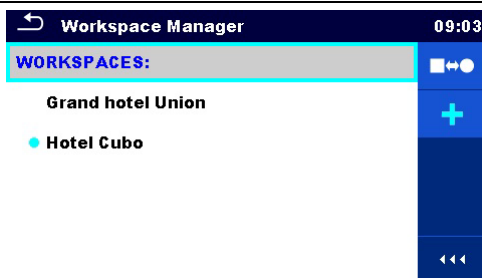 Workspace Manager 09:03
WORKSPACES:
Grand hotel Union
Hotel Cubo